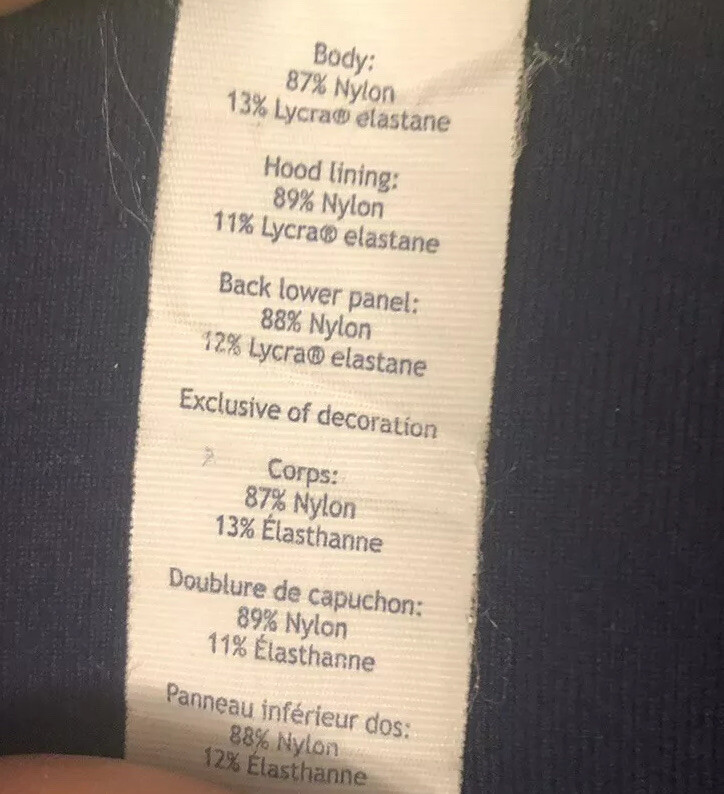 Body:
87% Nylon
13% Lycra® elastane
Hood lining:
89% Nylon
11% Lycra® elastane
Back lower panel:
88% Nylon
12% Lycra® elastane
Exclusive of decoration
Corps:
87% Nylon
13% Élasthanne
Doublure de capuchon:
89% Nylon
11% Élasthanne
Panneau inférieur dos:
88% Nylon
12% Élasthanne